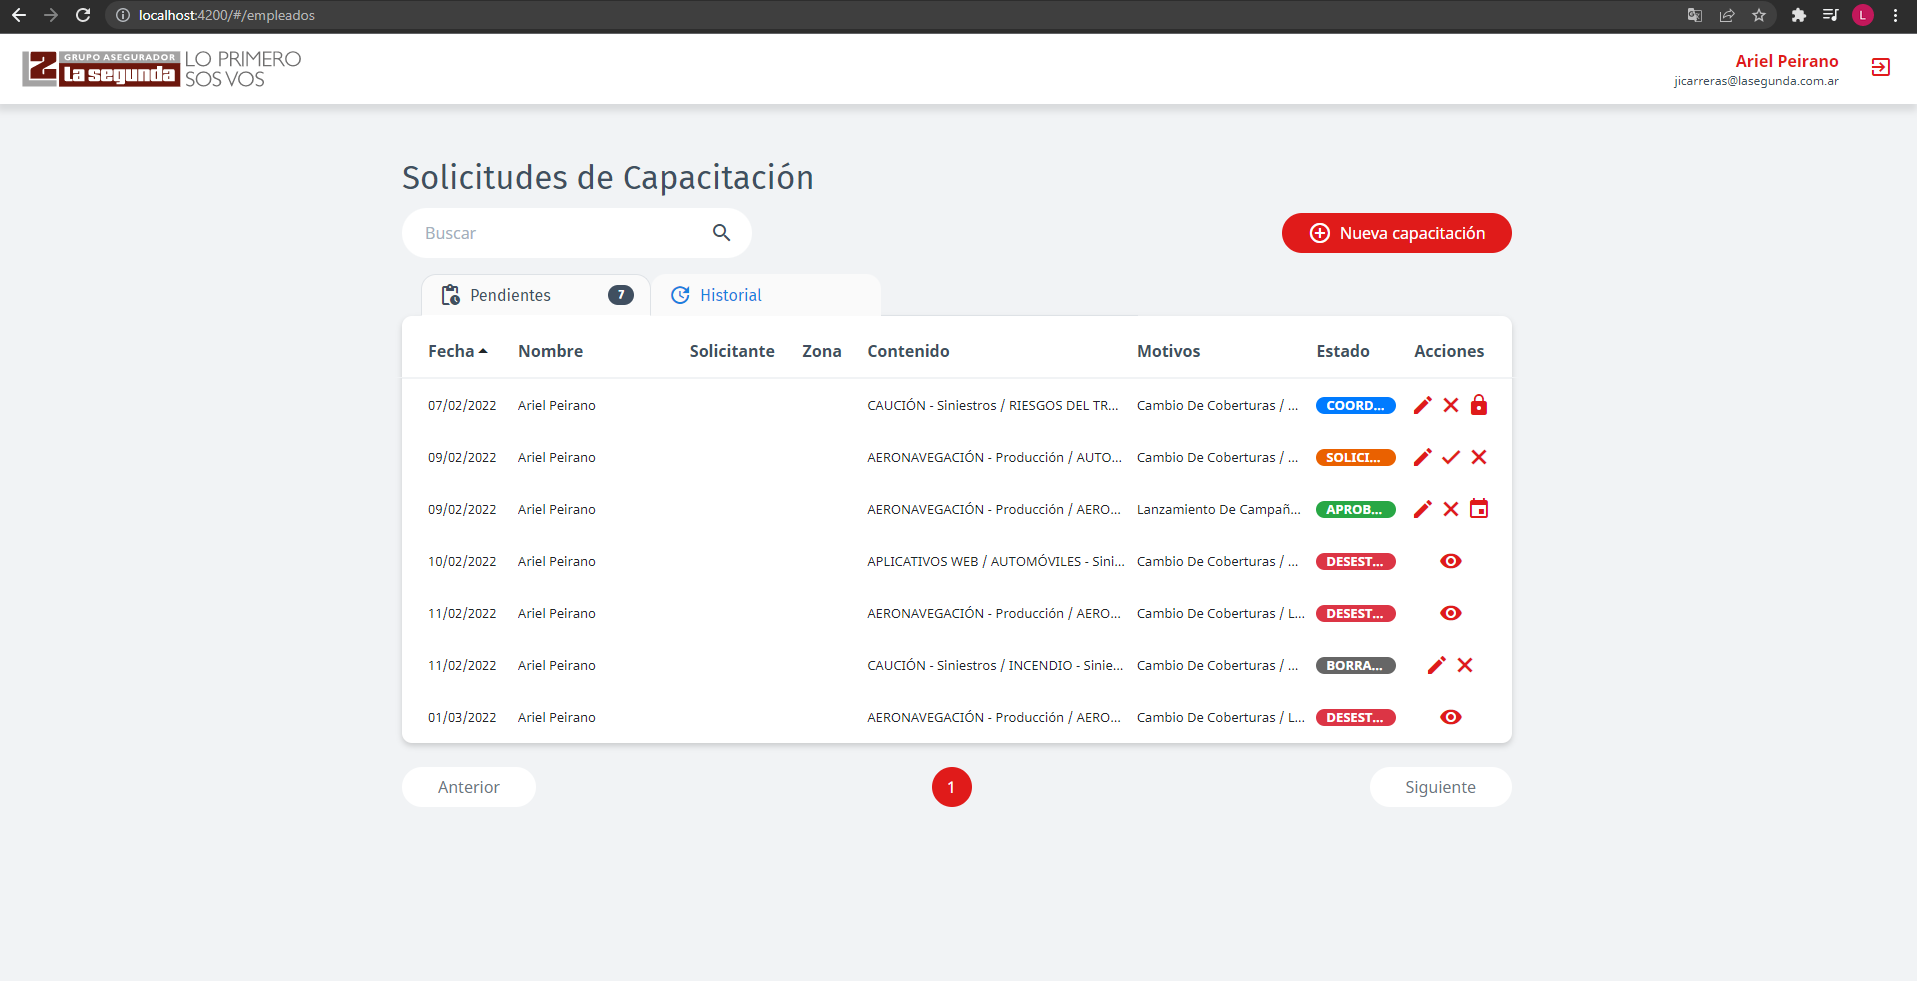 localhost:4200/#/empleados
L
2 GRUPO ASEGURADOR
la segunda
LO PRIMERO
SOS VOS
Ariel Peirano
jicarreras@lasegunda.com.ar
Solicitudes de Capacitación
Buscar
Nueva capacitación
Pendientes 7 Historial
Fecha Nombre Solicitante Zona Contenido Motivos Estado Acciones
07/02/2022 Ariel Peirano CAUCIÓN - Siniestros / RIESGOS DEL TR... Cambio De Coberturas / ... COORD...
09/02/2022 Ariel Peirano AERONAVEGACIÓN - Producción / AUTO... Cambio De Coberturas / ... SOLICI...
09/02/2022 Ariel Peirano AERONAVEGACIÓN - Producción / AERO... Lanzamiento De Campañ... APROB...
10/02/2022 Ariel Peirano APLICATIVOS WEB / AUTOMÓVILES - Sini... Cambio De Coberturas / ... DESEST...
11/02/2022 Ariel Peirano AERONAVEGACIÓN - Producción / AERO... Cambio De Coberturas / L... DESEST...
11/02/2022 Ariel Peirano CAUCIÓN - Siniestros / INCENDIO - Sinie... Cambio De Coberturas / ... BORRA...
01/03/2022 Ariel Peirano AERONAVEGACIÓN - Producción / AERO... Cambio De Coberturas / L... DESEST...
Anterior 1 Siguiente